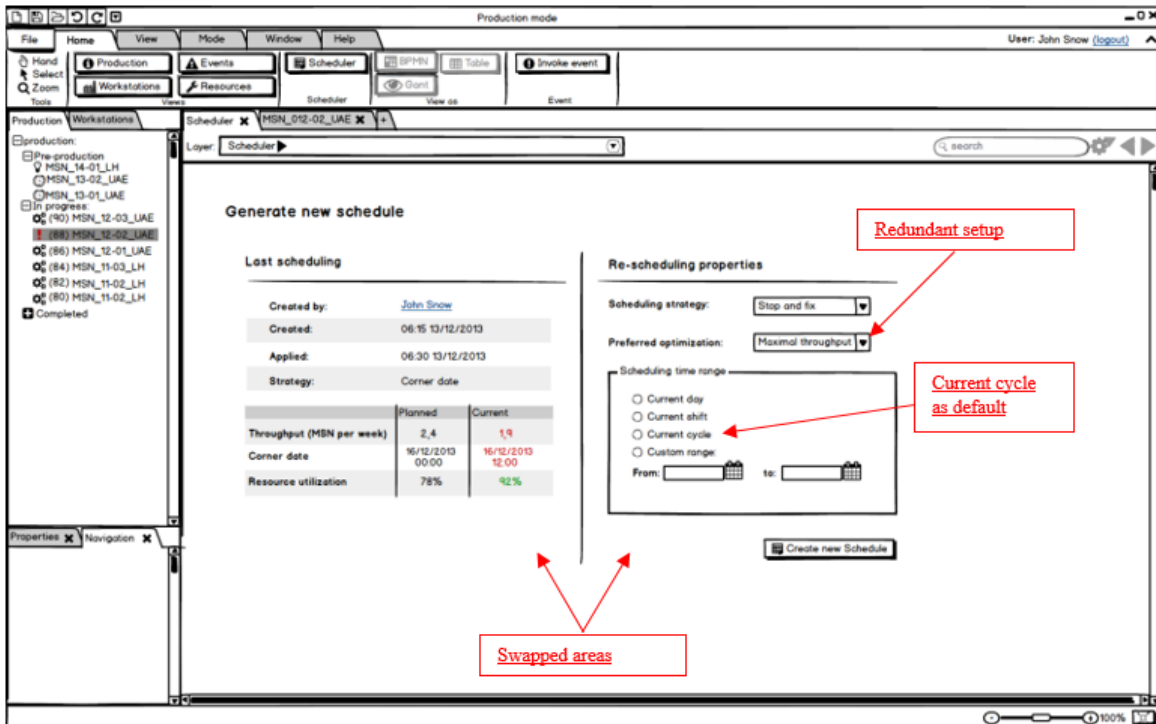 Production mode
File Home View Mode Window Help User: John Snow (logout)
Hand Production Events Scheduler BPMN Table Invoke event
Select
Zoom Workstations Resources Gant
Tools Views Scheduler View as Event
Production Workstations Scheduler MSN_012-02_UAE +
Layer: Scheduler search
production:
Pre-production
MSN_14-01_LH
MSN_13-02_UAE
MSN_13-01_UAE
In progress:
(90) MSN_12-03_UAE
(88) MSN_12-02_UAE
(86) MSN_12-01_UAE
(84) MSN_11-03_LH
(82) MSN_11-02_LH
(80) MSN_11-02_LH
Completed
Properties Navigation
Generate new schedule
Last scheduling
Created by: John Snow
Created: 06:15 13/12/2013
Applied: 06:30 13/12/2013
Strategy: Corner date
Planned Current
Throughput (MSN per week) 2,4 1,9
Corner date 16/12/2013 00:00 16/12/2013 12:00
Resource utilization 78% 92%
Re-scheduling properties
Scheduling strategy: Stop and fix
Preferred optimization: Maximal throughput
Scheduling time range
Current day
Current shift
Current cycle
Custom range:
From: to:
Create new Schedule
Redundant setup
Current cycle
as default
Swapped areas
100%